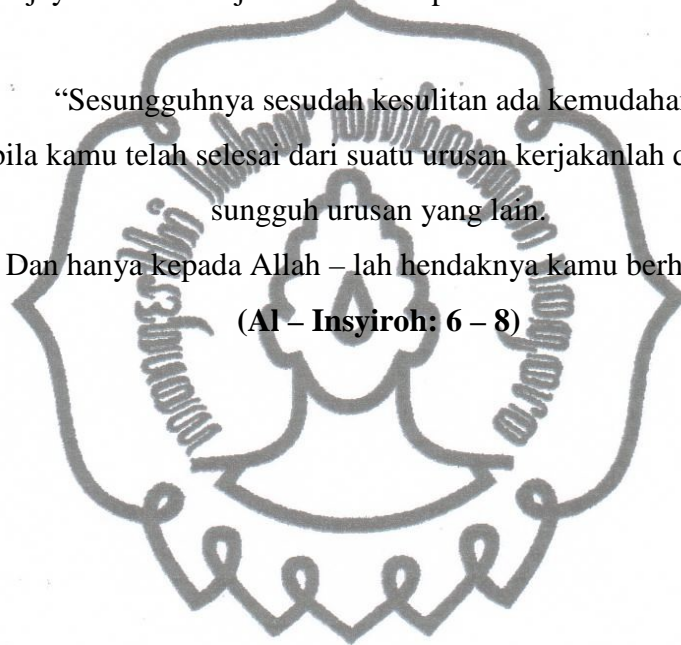 “Sesungguhnya sesudah kesulitan ada kemudahan
bila kamu telah selesai dari suatu urusan kerjakanlah d
sungguh urusan yang lain.
Dan hanya kepada Allah – lah hendaknya kamu berh
(Al – Insyiroh: 6 – 8)